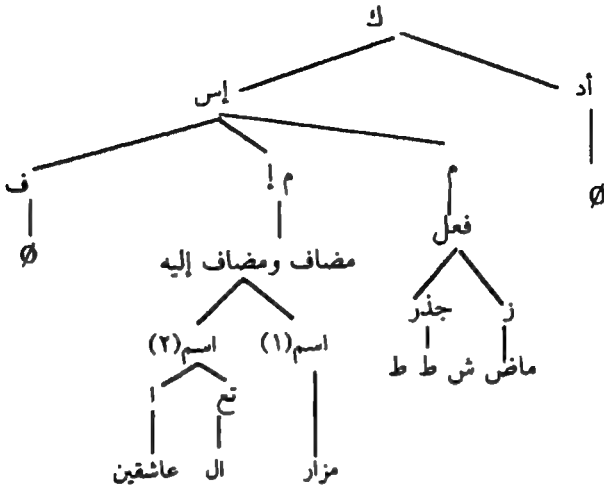 ك
أد إس
Ø م م إ ف
فعل Ø
مضاف ومضاف إليه
ز جذر
اسم(١) اسم(٢)
ماض ش ط ط
تع ا
مزار ال عاشقين